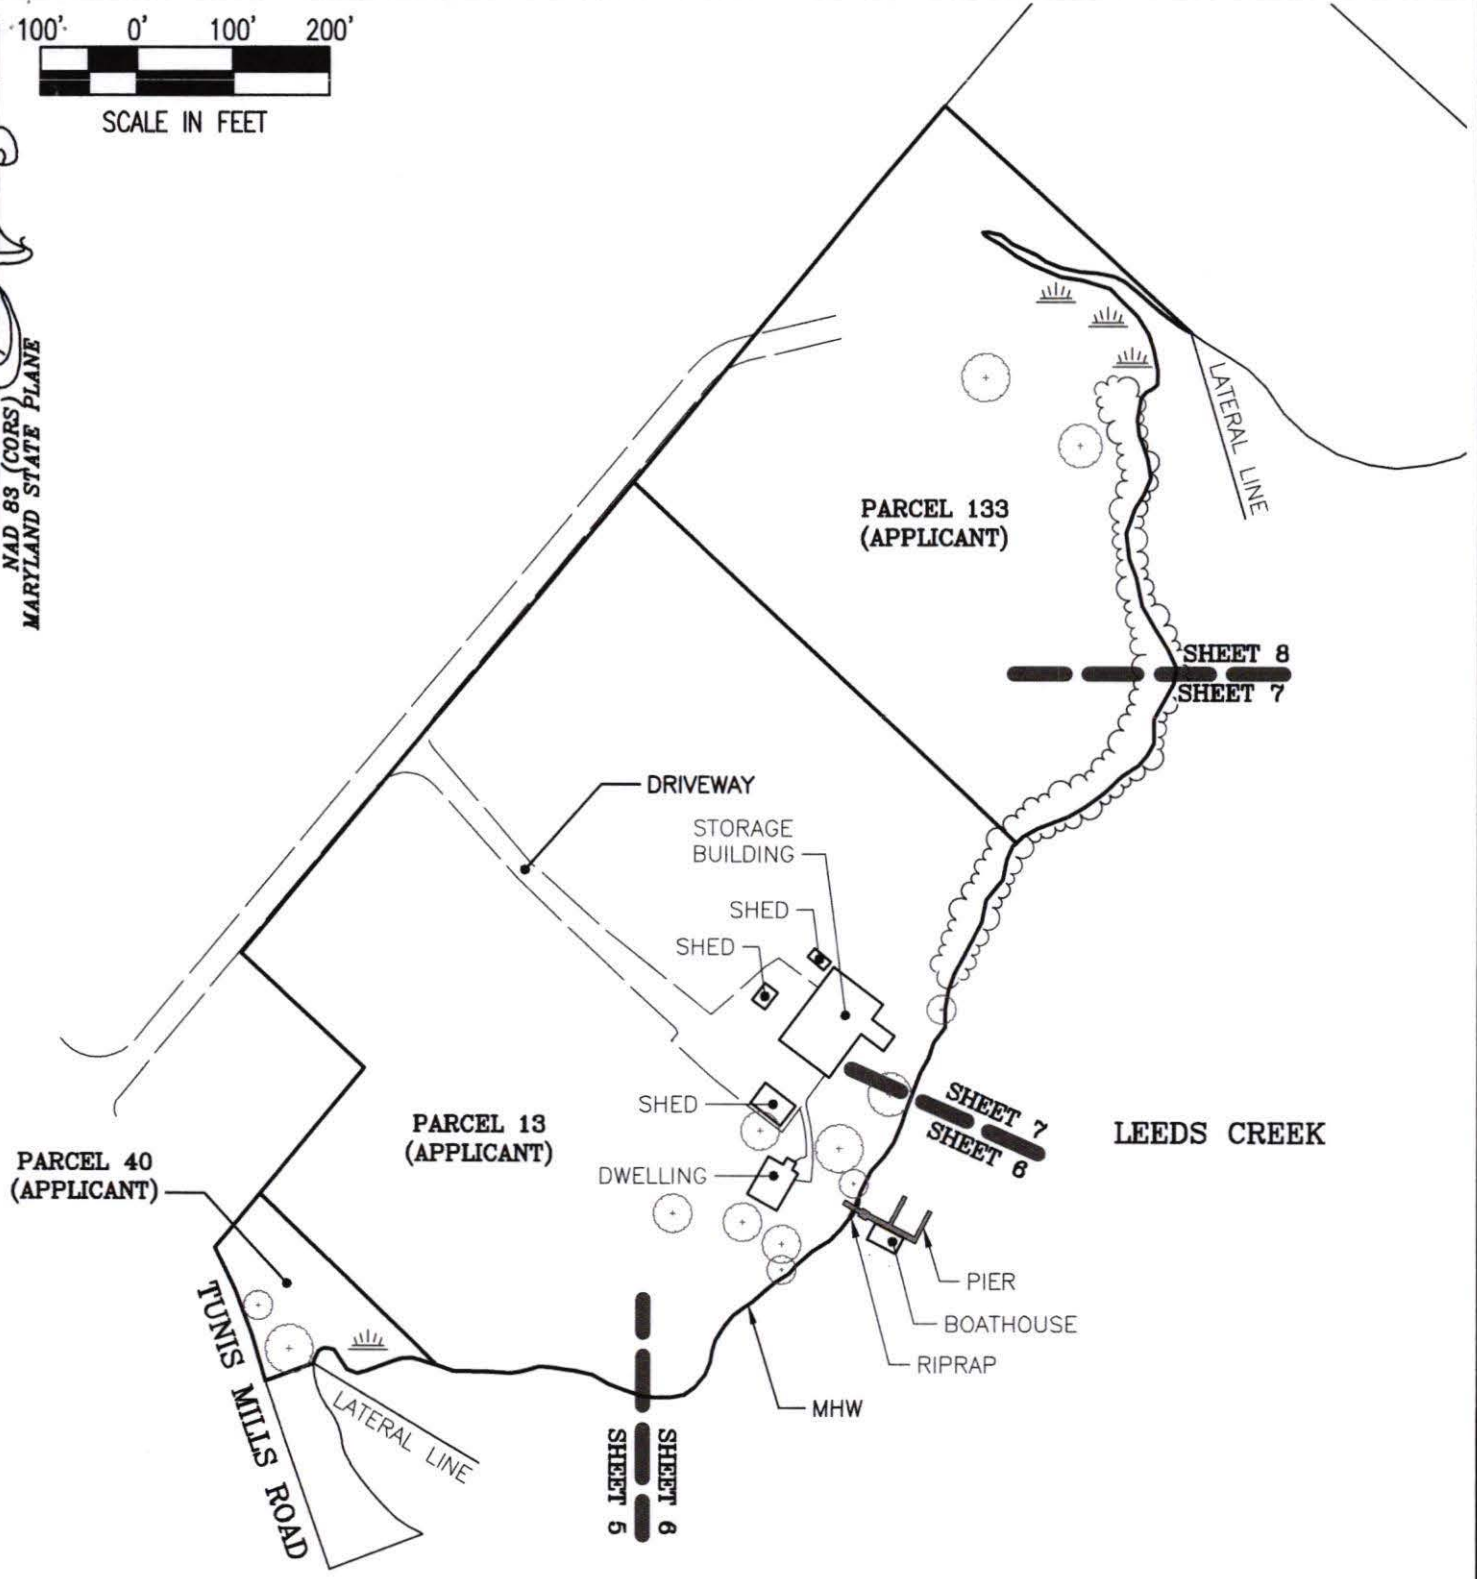 100' 0' 100' 200'
SCALE IN FEET
NAD 83 (CORS)
MARYLAND STATE PLANE
LATERAL LINE
PARCEL 133
(APPLICANT)
SHEET 8
SHEET 7
DRIVEWAY
STORAGE
BUILDING
SHED
SHED
SHED
PARCEL 13
(APPLICANT)
SHEET 7
SHEET 6
LEEDS CREEK
PARCEL 40
(APPLICANT)
DWELLING
PIER
BOATHOUSE
RIPRAP
MHW
TUNIS MILLS ROAD
LATERAL LINE
SHEET 5
SHEET 6